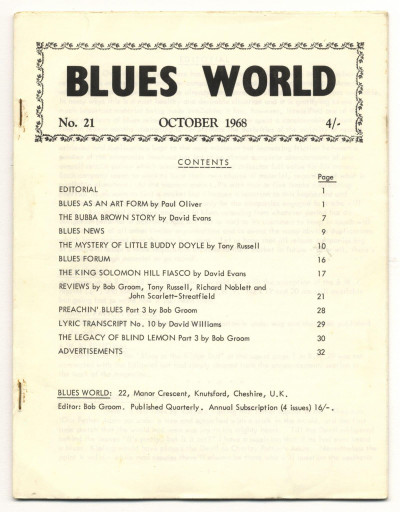 BLUES WORLD
No. 21 OCTOBER 1968 4/-
CONTENTS
Page
EDITORIAL 1
BLUES AS AN ART FORM by Paul Oliver 1
THE BUBBA BROWN STORY by David Evans 7
BLUES NEWS 9
THE MYSTERY OF LITTLE BUDDY DOYLE by Tony Russell 10
BLUES FORUM 16
THE KING SOLOMON HILL FIASCO by David Evans 17
REVIEWS by Bob Groom, Tony Russell, Richard Noblett and
John Scarlett-Streatfield 21
PREACHIN' BLUES Part 3 by Bob Groom 28
LYRIC TRANSCRIPT No. 10 by David Williams 29
THE LEGACY OF BLIND LEMON Part 3 by Bob Groom 30
ADVERTISEMENTS 32
BLUES WORLD: 22, Manor Crescent, Knutsford, Cheshire, U.K.
Editor: Bob Groom. Published Quarterly. Annual Subscription (4 issues) 16/-.